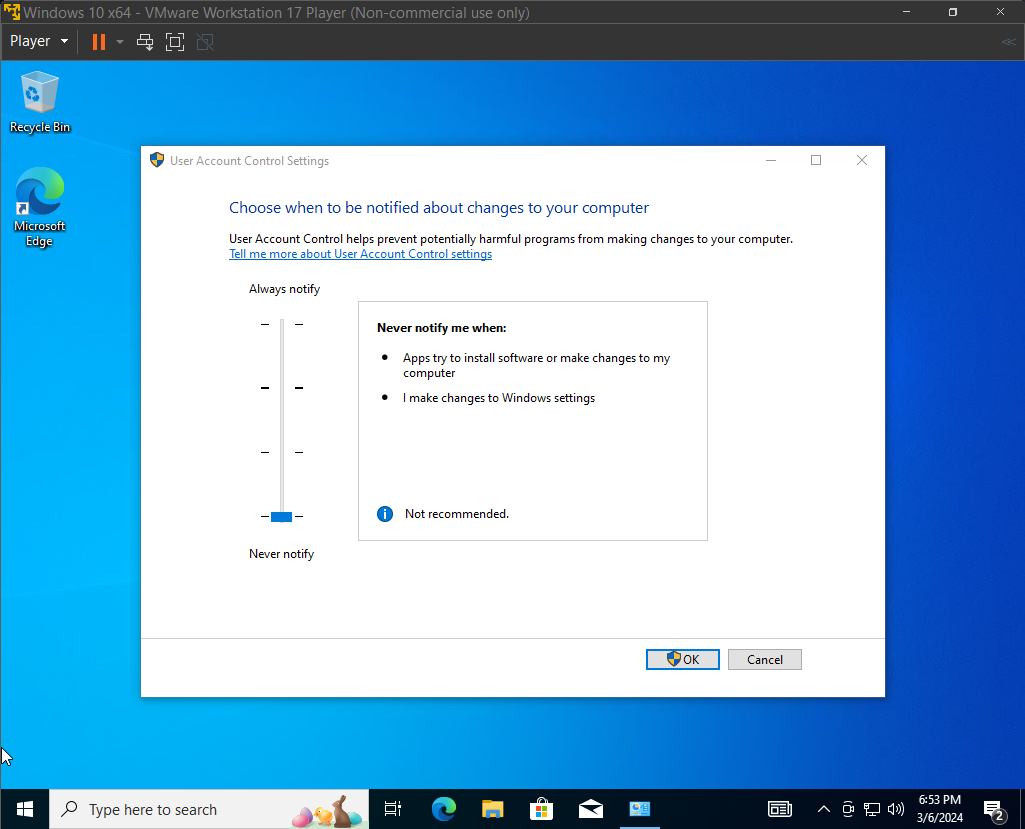 Windows 10 x64 - VMware Workstation 17 Player (Non-commercial use only)
Player
Recycle Bin
Microsoft
Edge
User Account Control Settings
Choose when to be notified about changes to your computer
User Account Control helps prevent potentially harmful programs from making changes to your computer.
Tell me more about User Account Control settings
Always notify
Never notify me when:
Apps try to install software or make changes to my
computer
I make changes to Windows settings
Not recommended.
Never notify
OK
Cancel
Type here to search
6:53 PM
3/6/2024
2